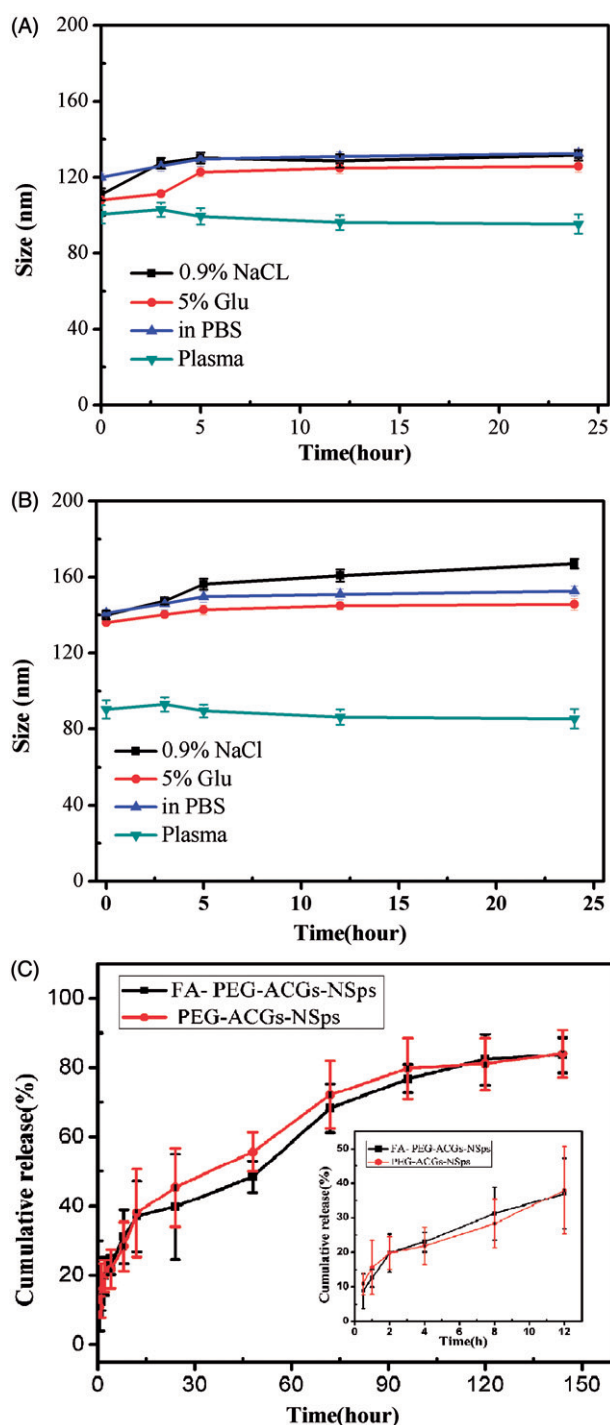 (A)
200
160
120
80
40
0
Size (nm)
0.9% NaCL
5% Glu
in PBS
Plasma
0 5 10 15 20 25
Time(hour)
(B)
200
160
120
80
40
0
Size (nm)
0.9% NaCl
5% Glu
in PBS
Plasma
0 5 10 15 20 25
Time(hour)
(C)
100
80
60
40
20
0
Cumulative release(%)
FA- PEG-ACGs-NSps
PEG-ACGs-NSps
50
40
30
20
10
0
Cumulative release(%)
FA- PEG-ACGs-NSps
PEG-ACGs-NSps
0 2 4 6 8 10 12
Time(h)
0 30 60 90 120 150
Time(hour)